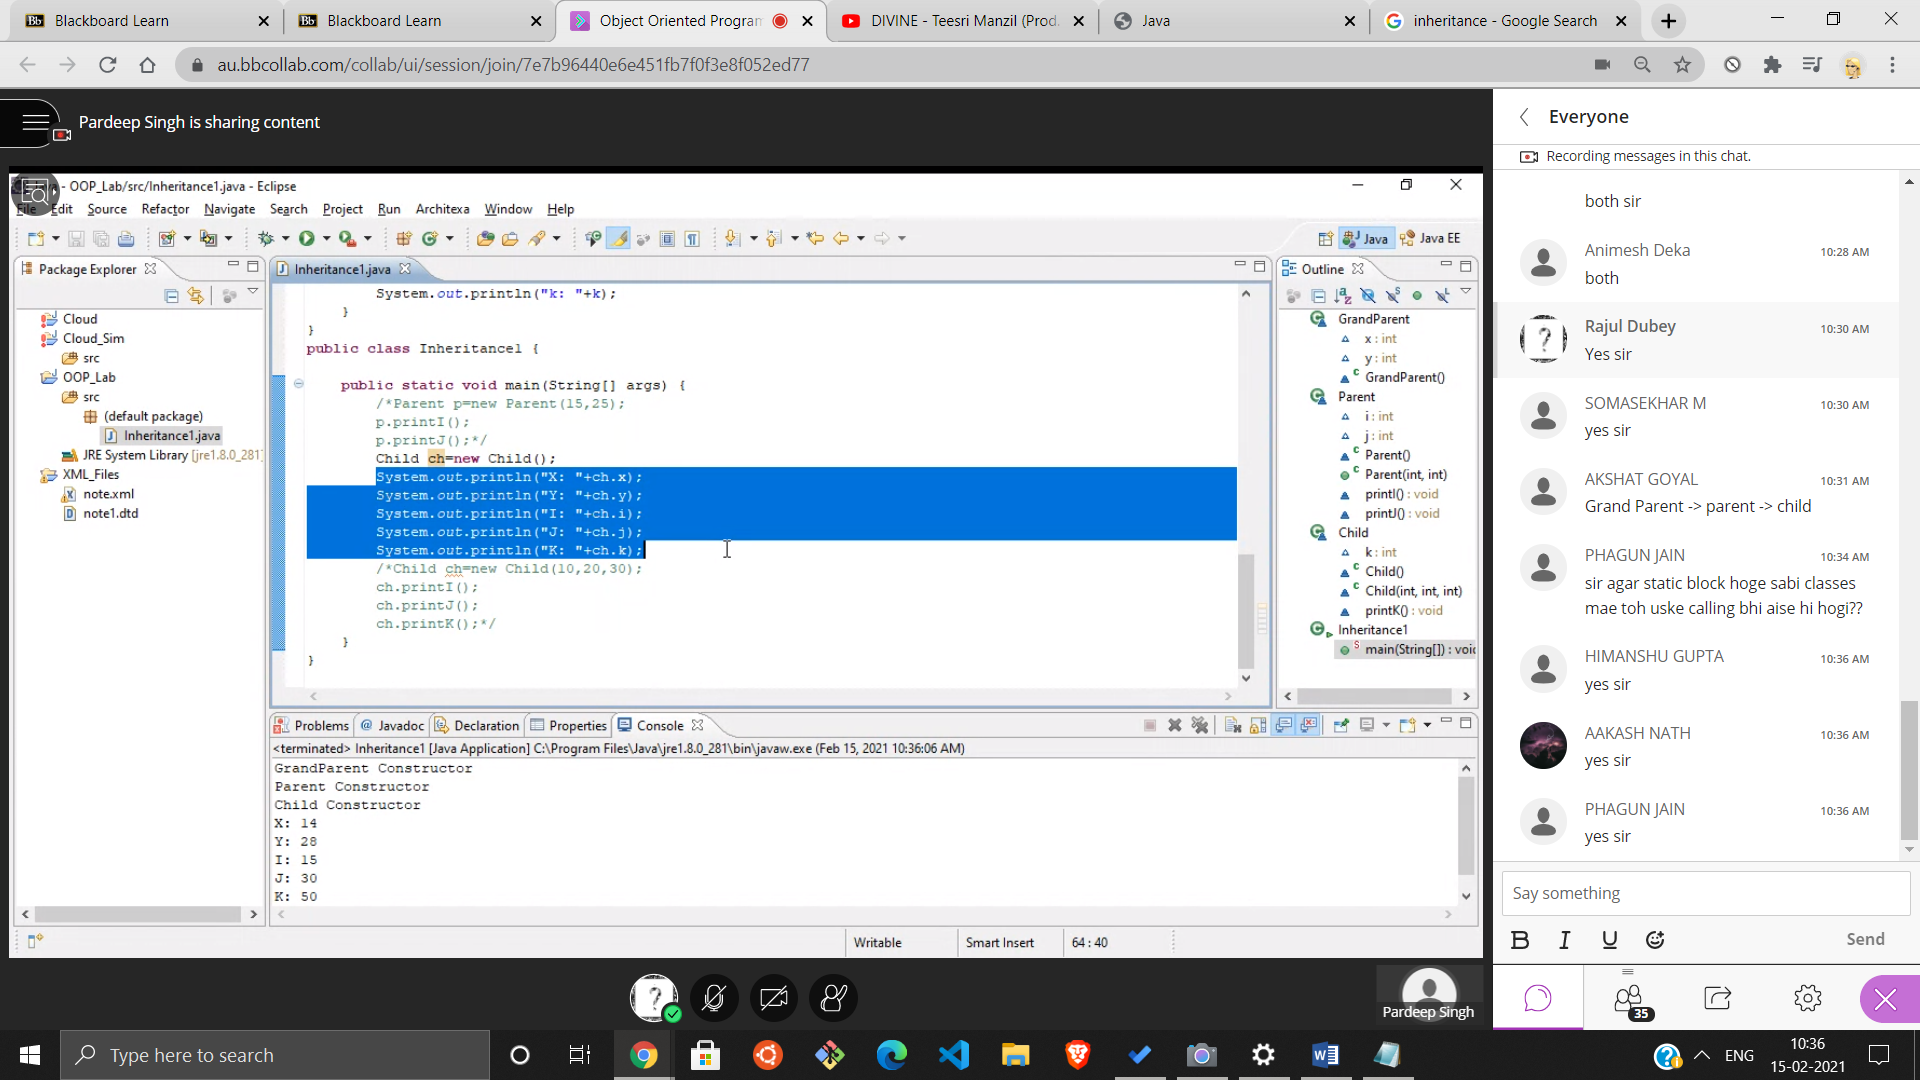 Blackboard Learn
Blackboard Learn
Object Oriented Program
DIVINE - Teesri Manzil (Prod.
Java
inheritance - Google Search
au.bbcollab.com/collab/ui/session/join/7e7b96440e6e451fb7f0f3e8f052ed77
Pardeep Singh is sharing content
- OOP_Lab/src/Inheritance1.java - Eclipse
File Edit Source Refactor Navigate Search Project Run Architexa Window Help
Java
Java EE
Package Explorer
Cloud
Cloud_Sim
src
OOP_Lab
src
(default package)
Inheritance1.java
JRE System Library [jre1.8.0_281]
XML_Files
note.xml
note1.dtd
Inheritance1.java
System.out.println("k: "+k);
}
}
public class Inheritance1 {
public static void main(String[] args) {
/*Parent p=new Parent(15,25);
p.printI();
p.printJ();*/
Child ch=new Child();
System.out.println("X: "+ch.x);
System.out.println("Y: "+ch.y);
System.out.println("I: "+ch.i);
System.out.println("J: "+ch.j);
System.out.println("K: "+ch.k);
/*Child ch=new Child(10,20,30);
ch.printI();
ch.printJ();
ch.printK();*/
}
}
Outline
GrandParent
x : int
y : int
GrandParent()
Parent
i : int
j : int
Parent()
Parent(int, int)
printI() : void
printJ() : void
Child
k : int
Child()
Child(int, int, int)
printK() : void
Inheritance1
main(String[]) : voi
Problems
Javadoc
Declaration
Properties
Console
<terminated> Inheritance1 [Java Application] C:\Program Files\Java\jre1.8.0_281\bin\javaw.exe (Feb 15, 2021 10:36:06 AM)
GrandParent Constructor
Parent Constructor
Child Constructor
X: 14
Y: 28
I: 15
J: 30
K: 50
Writable
Smart Insert
64 : 40
Pardeep Singh
Everyone
Recording messages in this chat.
both sir
Animesh Deka 10:28 AM
both
Rajul Dubey 10:30 AM
Yes sir
SOMASEKHAR M 10:30 AM
yes sir
AKSHAT GOYAL 10:31 AM
Grand Parent -> parent -> child
PHAGUN JAIN 10:34 AM
sir agar static block hoge sabi classes
mae toh uske calling bhi aise hi hogi??
HIMANSHU GUPTA 10:36 AM
yes sir
AAKASH NATH 10:36 AM
yes sir
PHAGUN JAIN 10:36 AM
yes sir
Say something
B I U
Send
35
Type here to search
ENG
10:36
15-02-2021